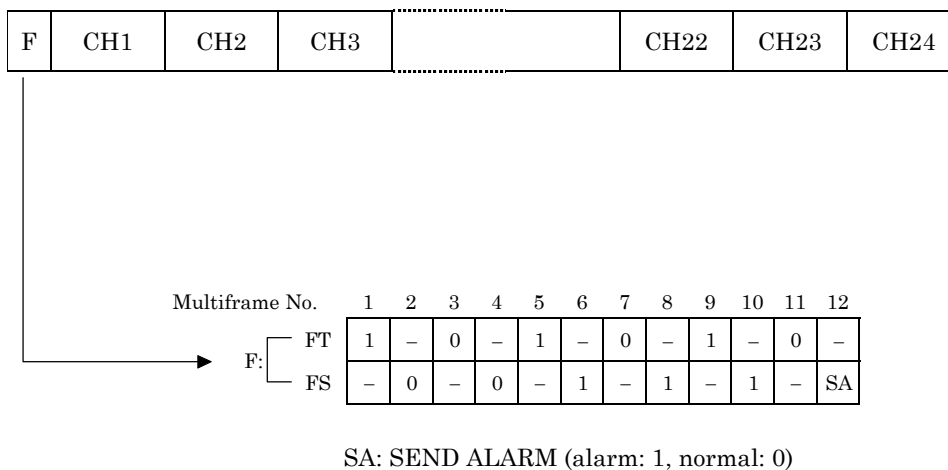 F CH1 CH2 CH3 CH22 CH23 CH24
Multiframe No. 1 2 3 4 5 6 7 8 9 10 11 12
F:
FT 1 – 0 – 1 – 0 – 1 – 0 –
FS – 0 – 0 – 1 – 1 – 1 – SA
SA: SEND ALARM (alarm: 1, normal: 0)